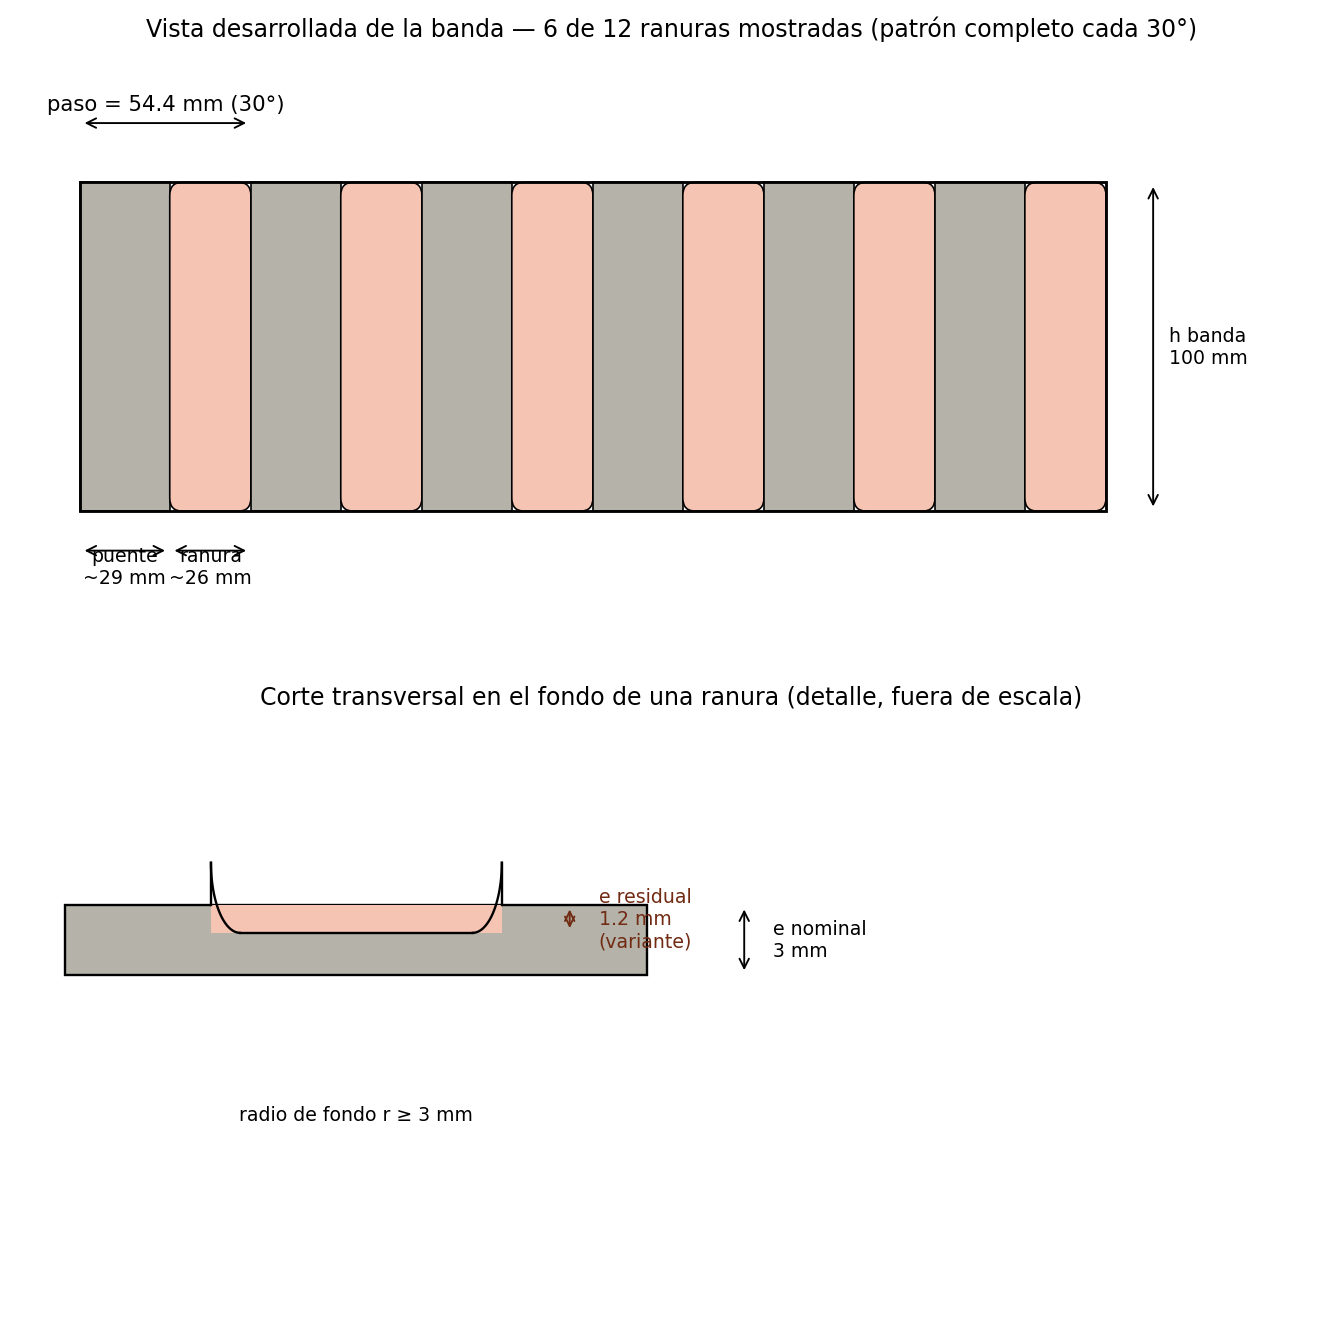 Vista desarrollada de la banda — 6 de 12 ranuras mostradas (patrón completo cada 30°)
paso = 54.4 mm (30°)
h banda
100 mm
puente ranura
~29 mm ~26 mm
Corte transversal en el fondo de una ranura (detalle, fuera de escala)
e residual
1.2 mm
(variante)
e nominal
3 mm
radio de fondo r ≥ 3 mm